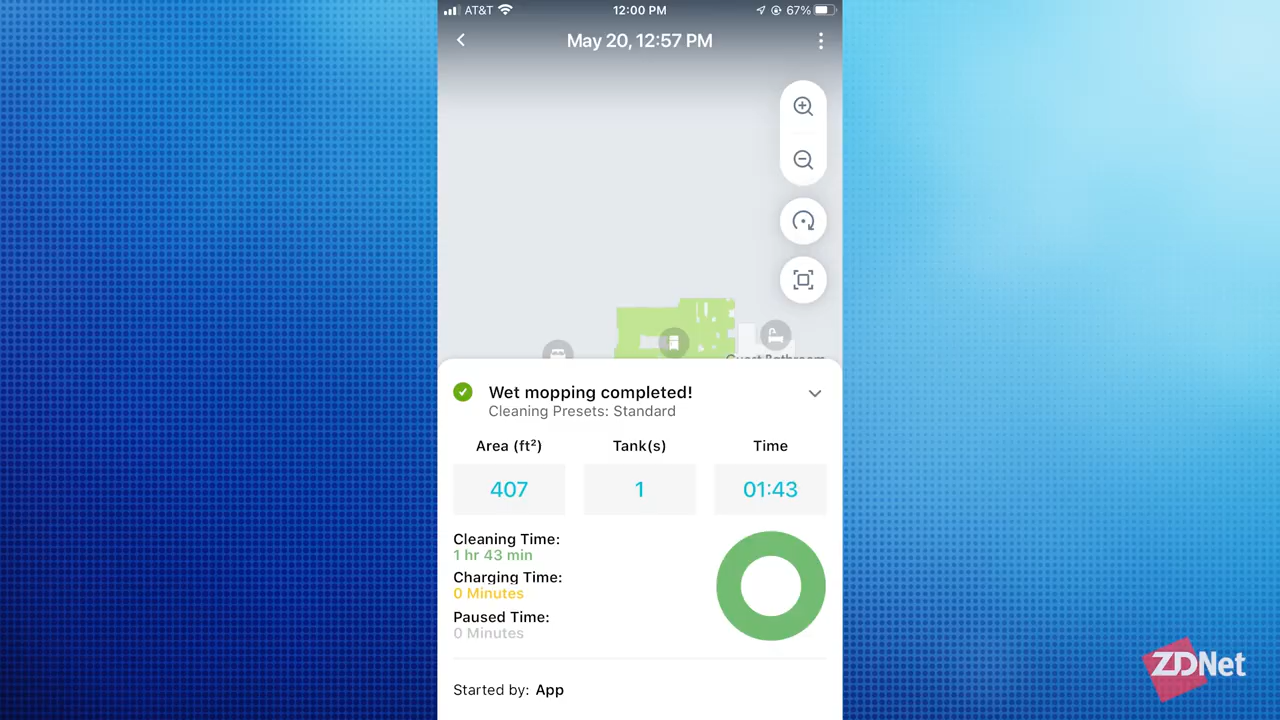 AT&T 12:00 PM 67%
May 20, 12:57 PM
Guest Bathroom
Wet mopping completed!
Cleaning Presets: Standard
Area (ft²) Tank(s) Time
407 1 01:43
Cleaning Time:
1 hr 43 min
Charging Time:
0 Minutes
Paused Time:
0 Minutes
Started by: App
ZDNet